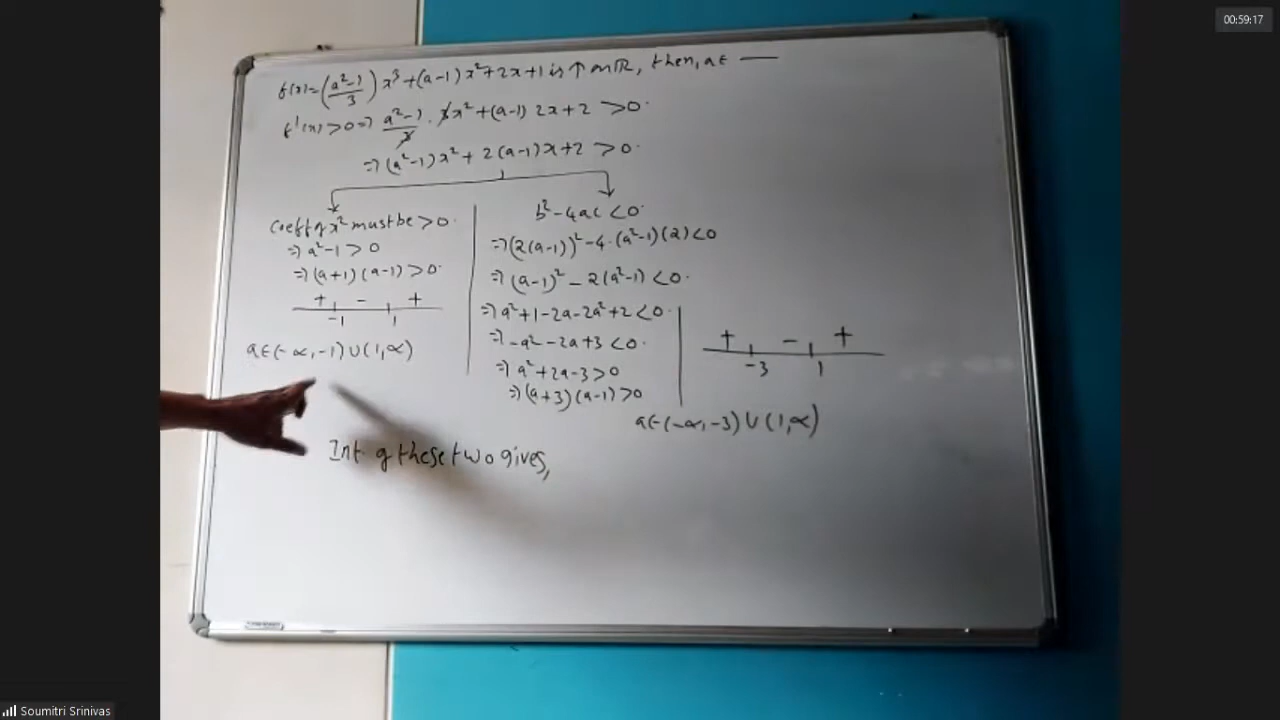 00:59:17
f(x)=(a²-1/3)x³+(a-1)x²+2x+1 is ↑ on R, then, a∈ ——
f'(x)>0 => a²-1/3 · 3x²+(a-1)2x+2 >0.
=> (a²-1)x²+2(a-1)x+2 >0.
coeff of x² must be >0.
=> a²-1>0
=> (a+1)(a-1)>0.
+ - +
-1 1
a∈(-∝,-1)∪(1,∝)
b²-4ac<0.
=> (2(a-1))²-4·(a²-1)(2)<0
=> (a-1)²-2(a²-1)<0.
=> a²+1-2a-2a²+2<0.
=> -a²-2a+3<0.
=> a²+2a-3>0
=> (a+3)(a-1)>0
+ - +
-3 1
a∈(-∝,-3)∪(1,∝)
Int. of these two gives,
Soumitri Srinivas